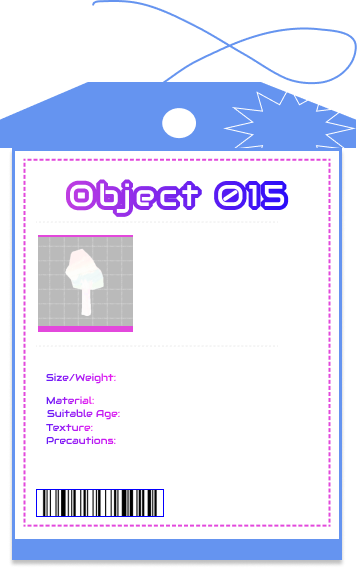 Object 015
Size/Weight:
Material:
Suitable Age:
Texture:
Precautions: